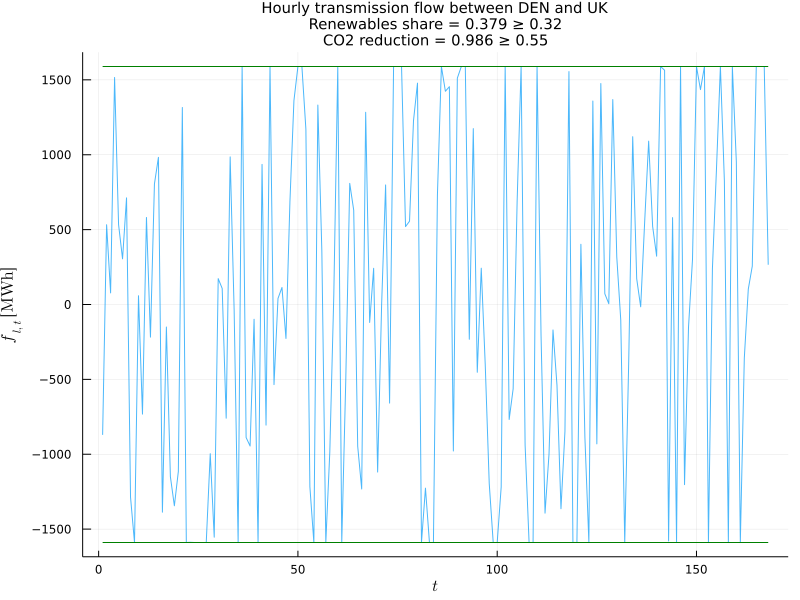 Hourly transmission flow between DEN and UK
Renewables share = 0.379 ≥ 0.32
CO2 reduction = 0.986 ≥ 0.55
1500
1000
500
0
−500
−1000
−1500
f_{l,t} [MWh]
0 50 100 150
t